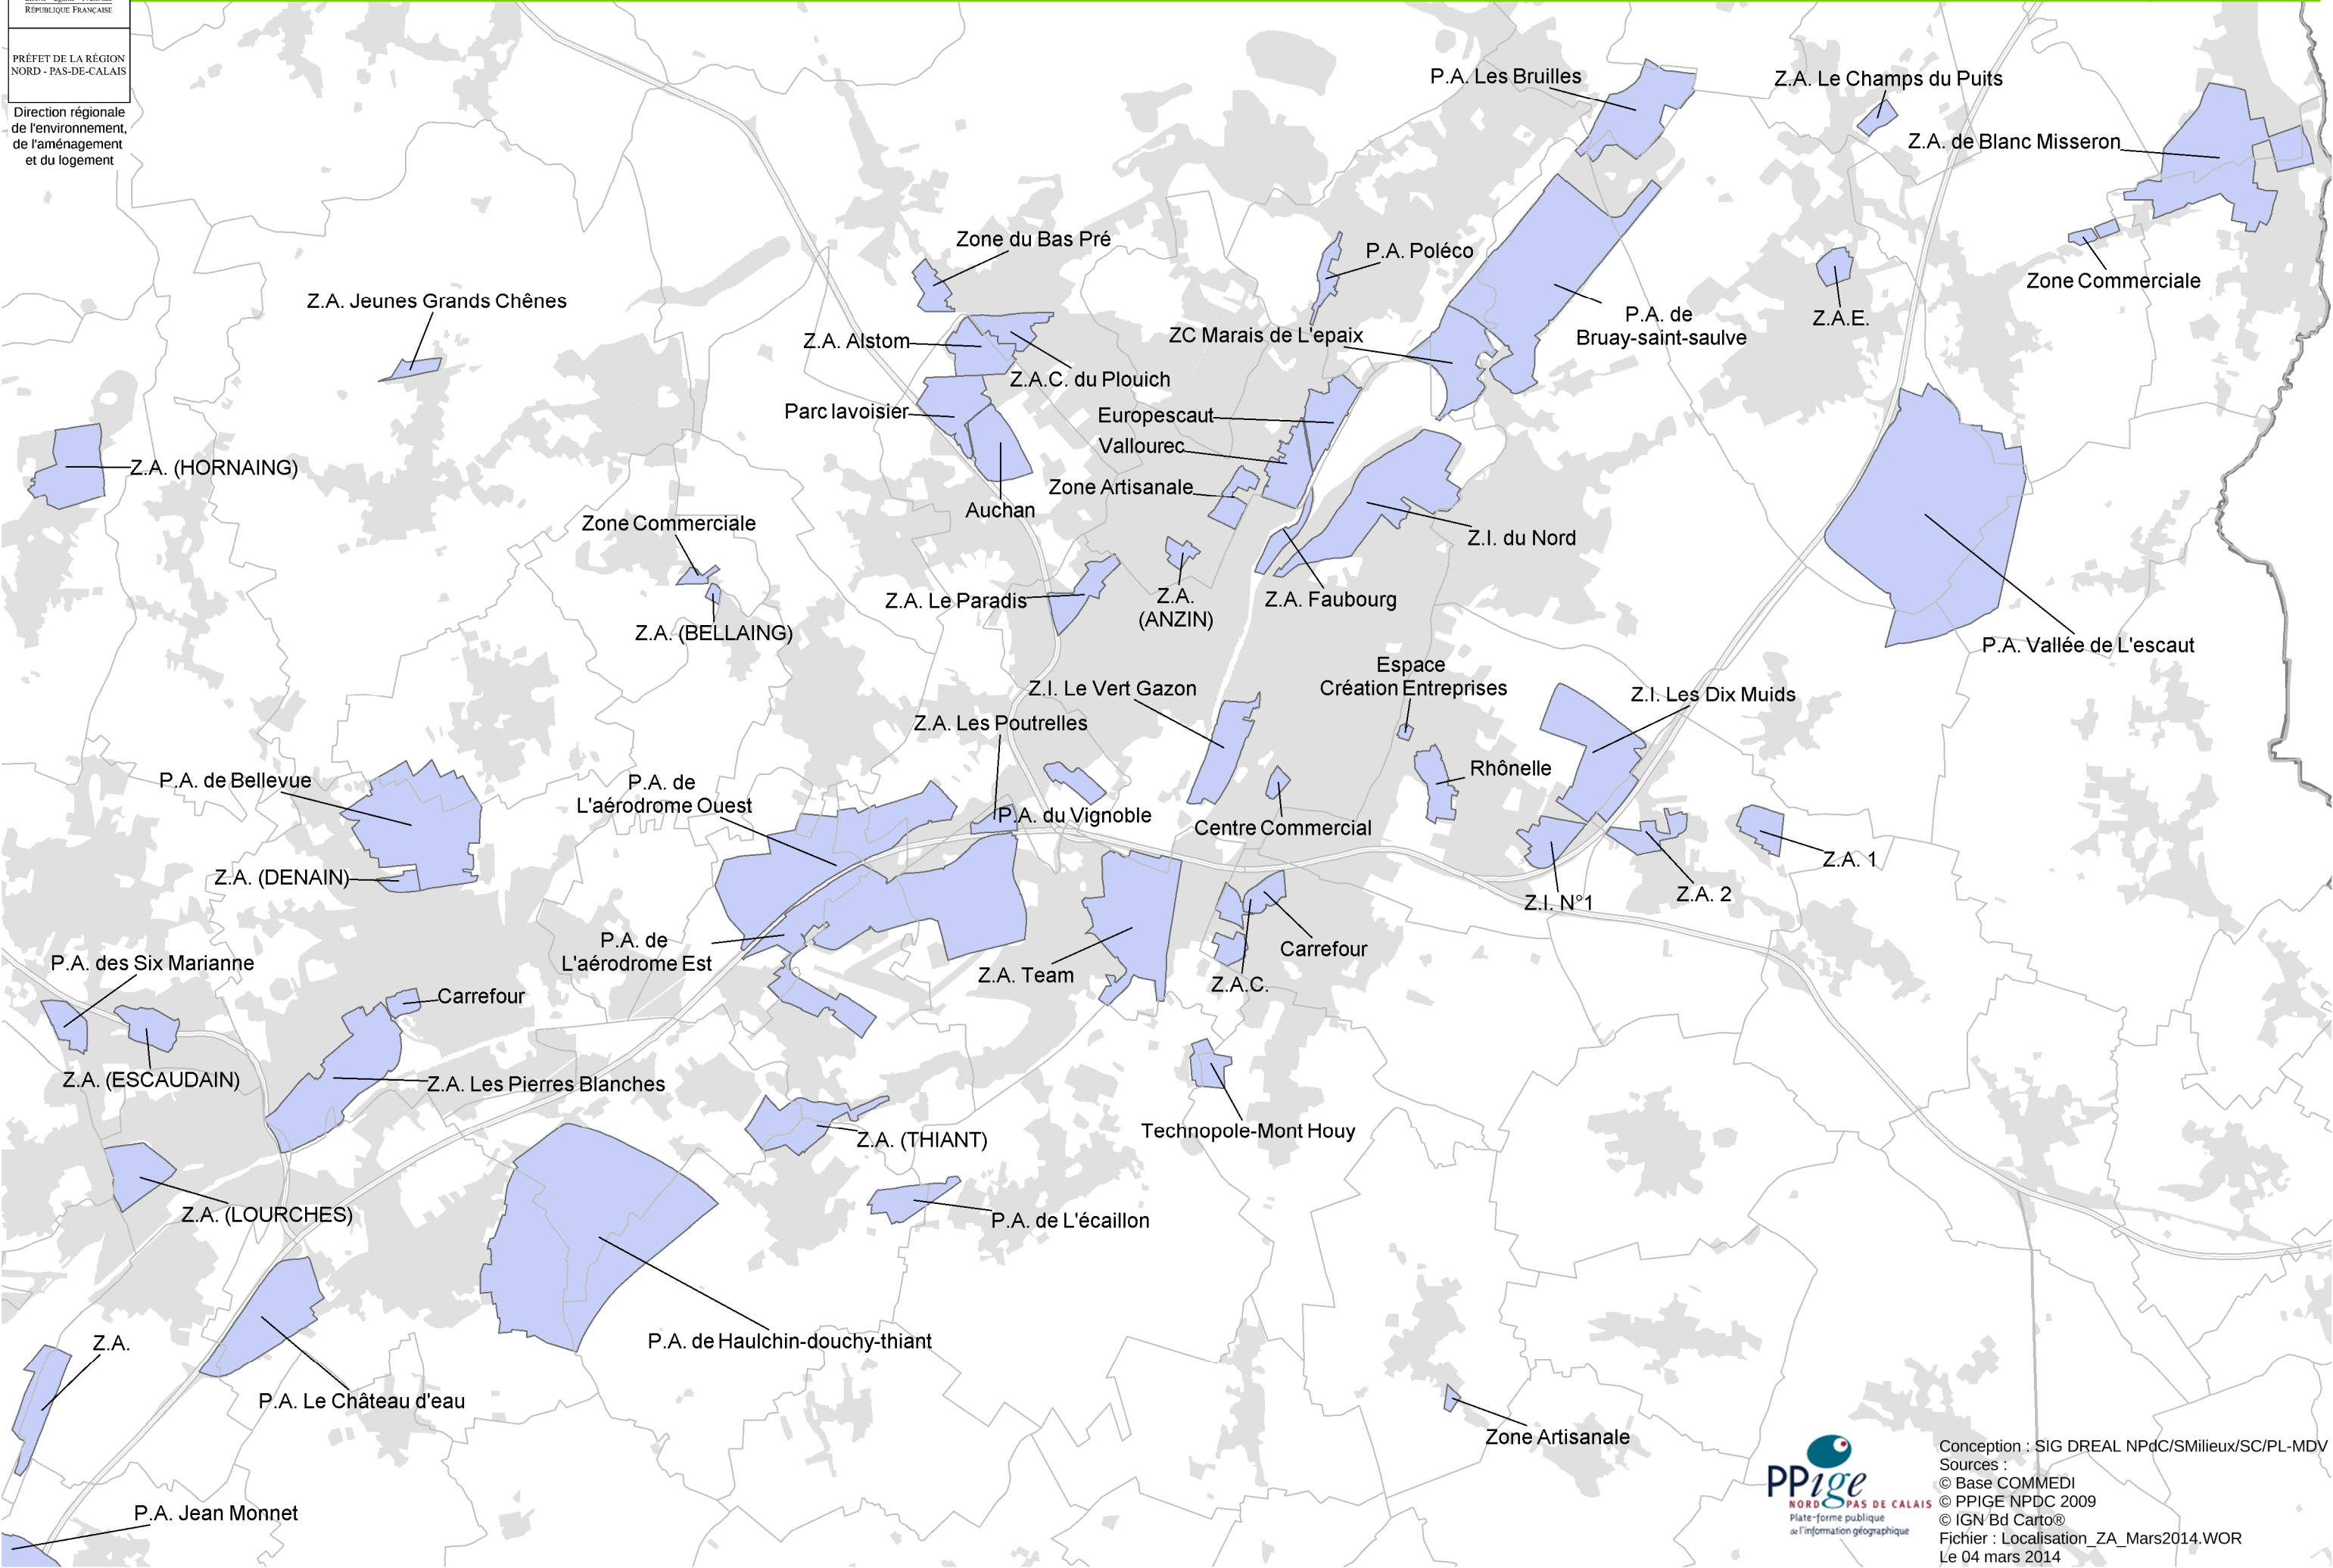 RÉPUBLIQUE FRANÇAISE
PRÉFET DE LA RÉGION
NORD - PAS-DE-CALAIS
Direction régionale
de l'environnement,
de l'aménagement
et du logement
P.A. Les Bruilles
Z.A. Le Champs du Puits
Z.A. de Blanc Misseron
Zone du Bas Pré
P.A. Poléco
Zone Commerciale
Z.A. Jeunes Grands Chênes
P.A. de
Bruay-saint-saulve
Z.A.E.
Z.A. Alstom
ZC Marais de L'epaix
Z.A.C. du Plouich
Parc lavoisier
Europescaut
Vallourec
Z.A. (HORNAING)
Zone Artisanale
Auchan
Zone Commerciale
Z.I. du Nord
Z.A. Le Paradis
Z.A.
(ANZIN)
Z.A. Faubourg
Z.A. (BELLAING)
P.A. Vallée de L'escaut
Espace
Création Entreprises
Z.I. Le Vert Gazon
Z.I. Les Dix Muids
Z.A. Les Poutrelles
P.A. de Bellevue
P.A. de
L'aérodrome Ouest
Rhônelle
P.A. du Vignoble
Centre Commercial
Z.A. 1
Z.A. (DENAIN)
Z.A. 2
Z.I. N°1
P.A. de
L'aérodrome Est
Carrefour
P.A. des Six Marianne
Z.A. Team
Z.A.C.
Carrefour
Z.A. (ESCAUDAIN)
Z.A. Les Pierres Blanches
Technopole-Mont Houy
Z.A. (THIANT)
Z.A. (LOURCHES)
P.A. de L'écaillon
Z.A.
P.A. de Haulchin-douchy-thiant
P.A. Le Château d'eau
Zone Artisanale
P.A. Jean Monnet
PPige
NORD PAS DE CALAIS
Plate-forme publique
de l'information géographique
Conception : SIG DREAL NPdC/SMilieux/SC/PL-MDV
Sources :
© Base COMMEDI
© PPIGE NPDC 2009
© IGN Bd Carto®
Fichier : Localisation_ZA_Mars2014.WOR
Le 04 mars 2014